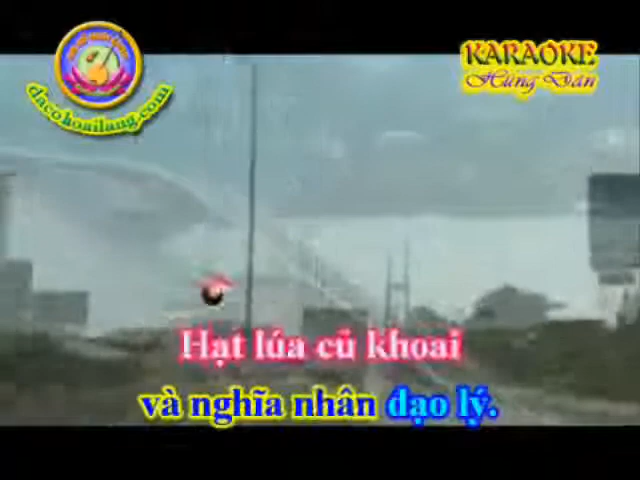 KARAOKE
Hùng Dân
dacohoailang.com
Hạt lúa củ khoai
và nghĩa nhân đạo lý.